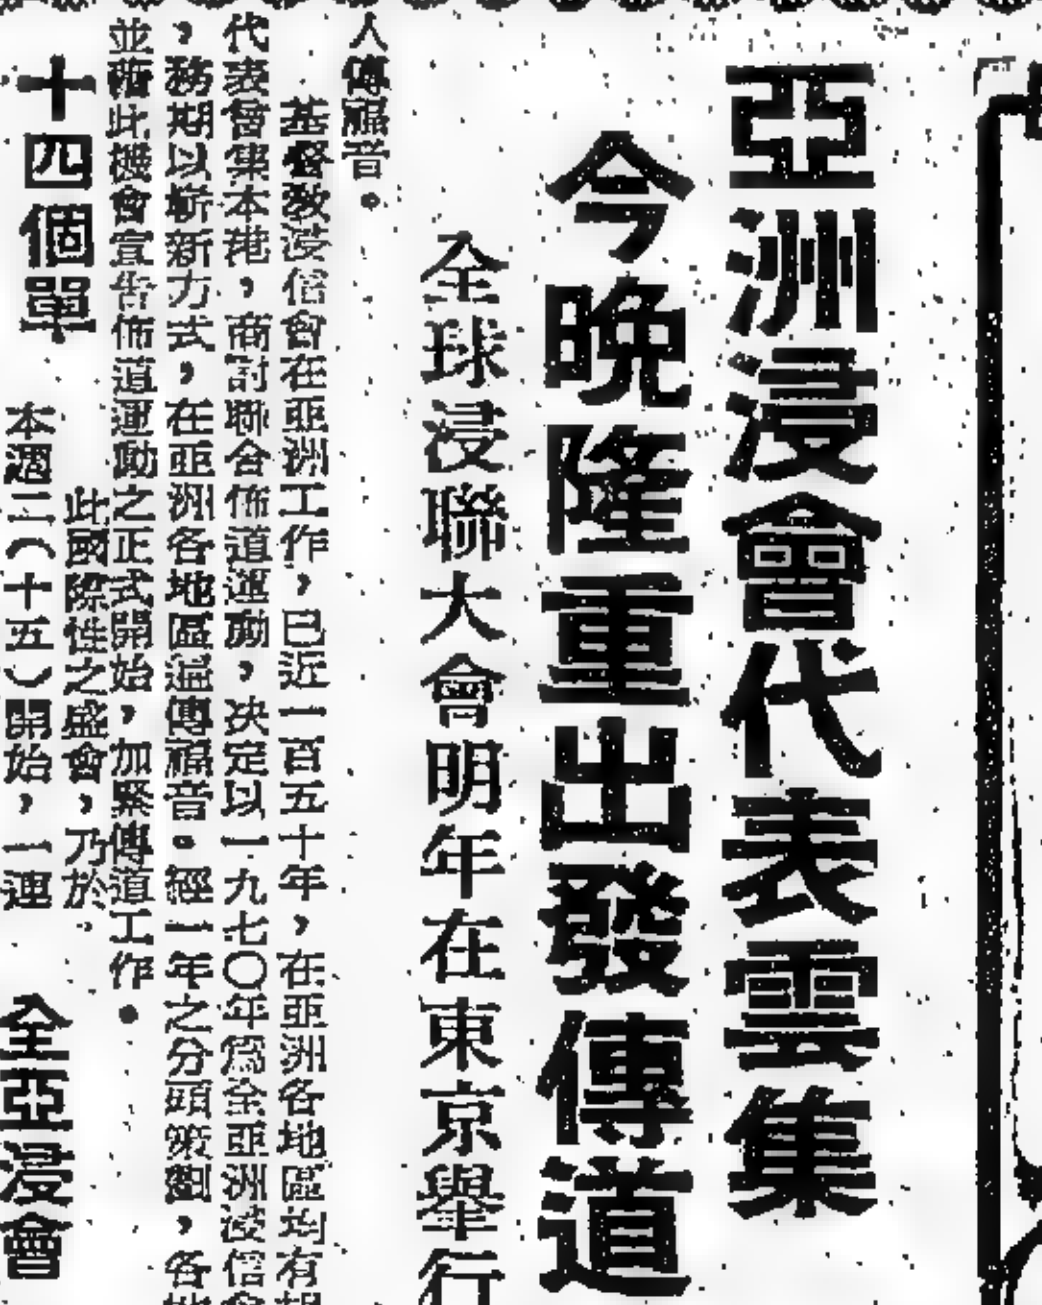 亞洲浸會代表雲集
今晚隆重出發傳道
全球浸聯大會明年在東京舉行
人傳福音。
基督敎浸信會在亞洲工作，已近一百五十年，在亞洲各地區均有
代表會集本港，商討聯合佈道運動，决定以一九七〇年為全亞洲浸信會
，務期以嶄新方式，在亞洲各地區遍傳福音。經一年之分頭策劃，各地
並藉此機會宣告佈道運動之正式開始，加緊傳道工作。
此國際性之盛會，乃於
本週二（十五）開始，一連
十四個單
全亞浸會